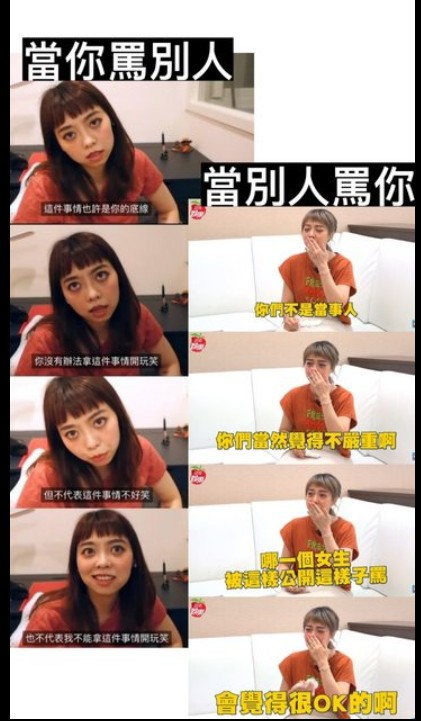 當你罵別人
這件事情也許是你的底線
你沒有辦法拿這件事情開玩笑
但不代表這件事情不好笑
也不代表我不能拿這件事情開玩笑
當別人罵你
你們不是當事人
你們當然覺得不嚴重啊
哪一個女生
被這樣公開這樣子罵
會覺得很OK的啊